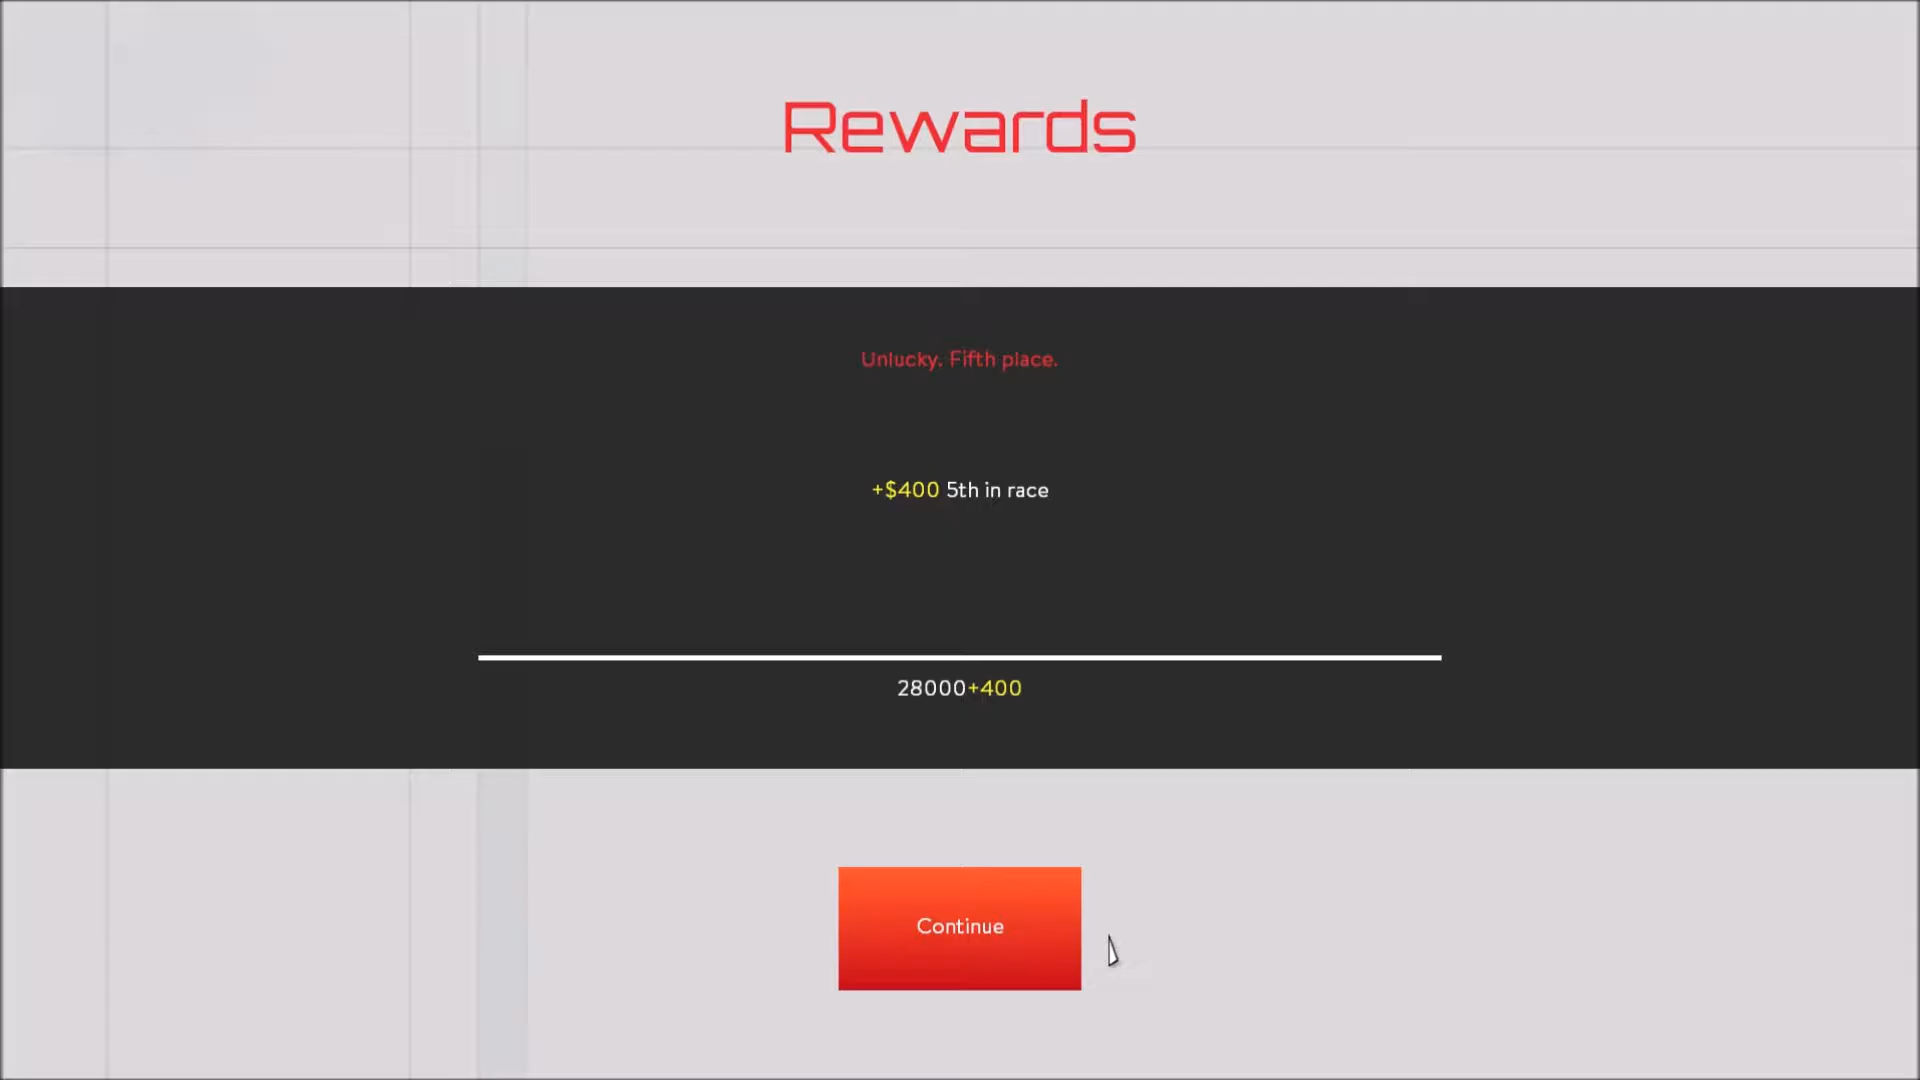 Rewards
Unlucky. Fifth place.
+$400 5th in race
28000+400
Continue